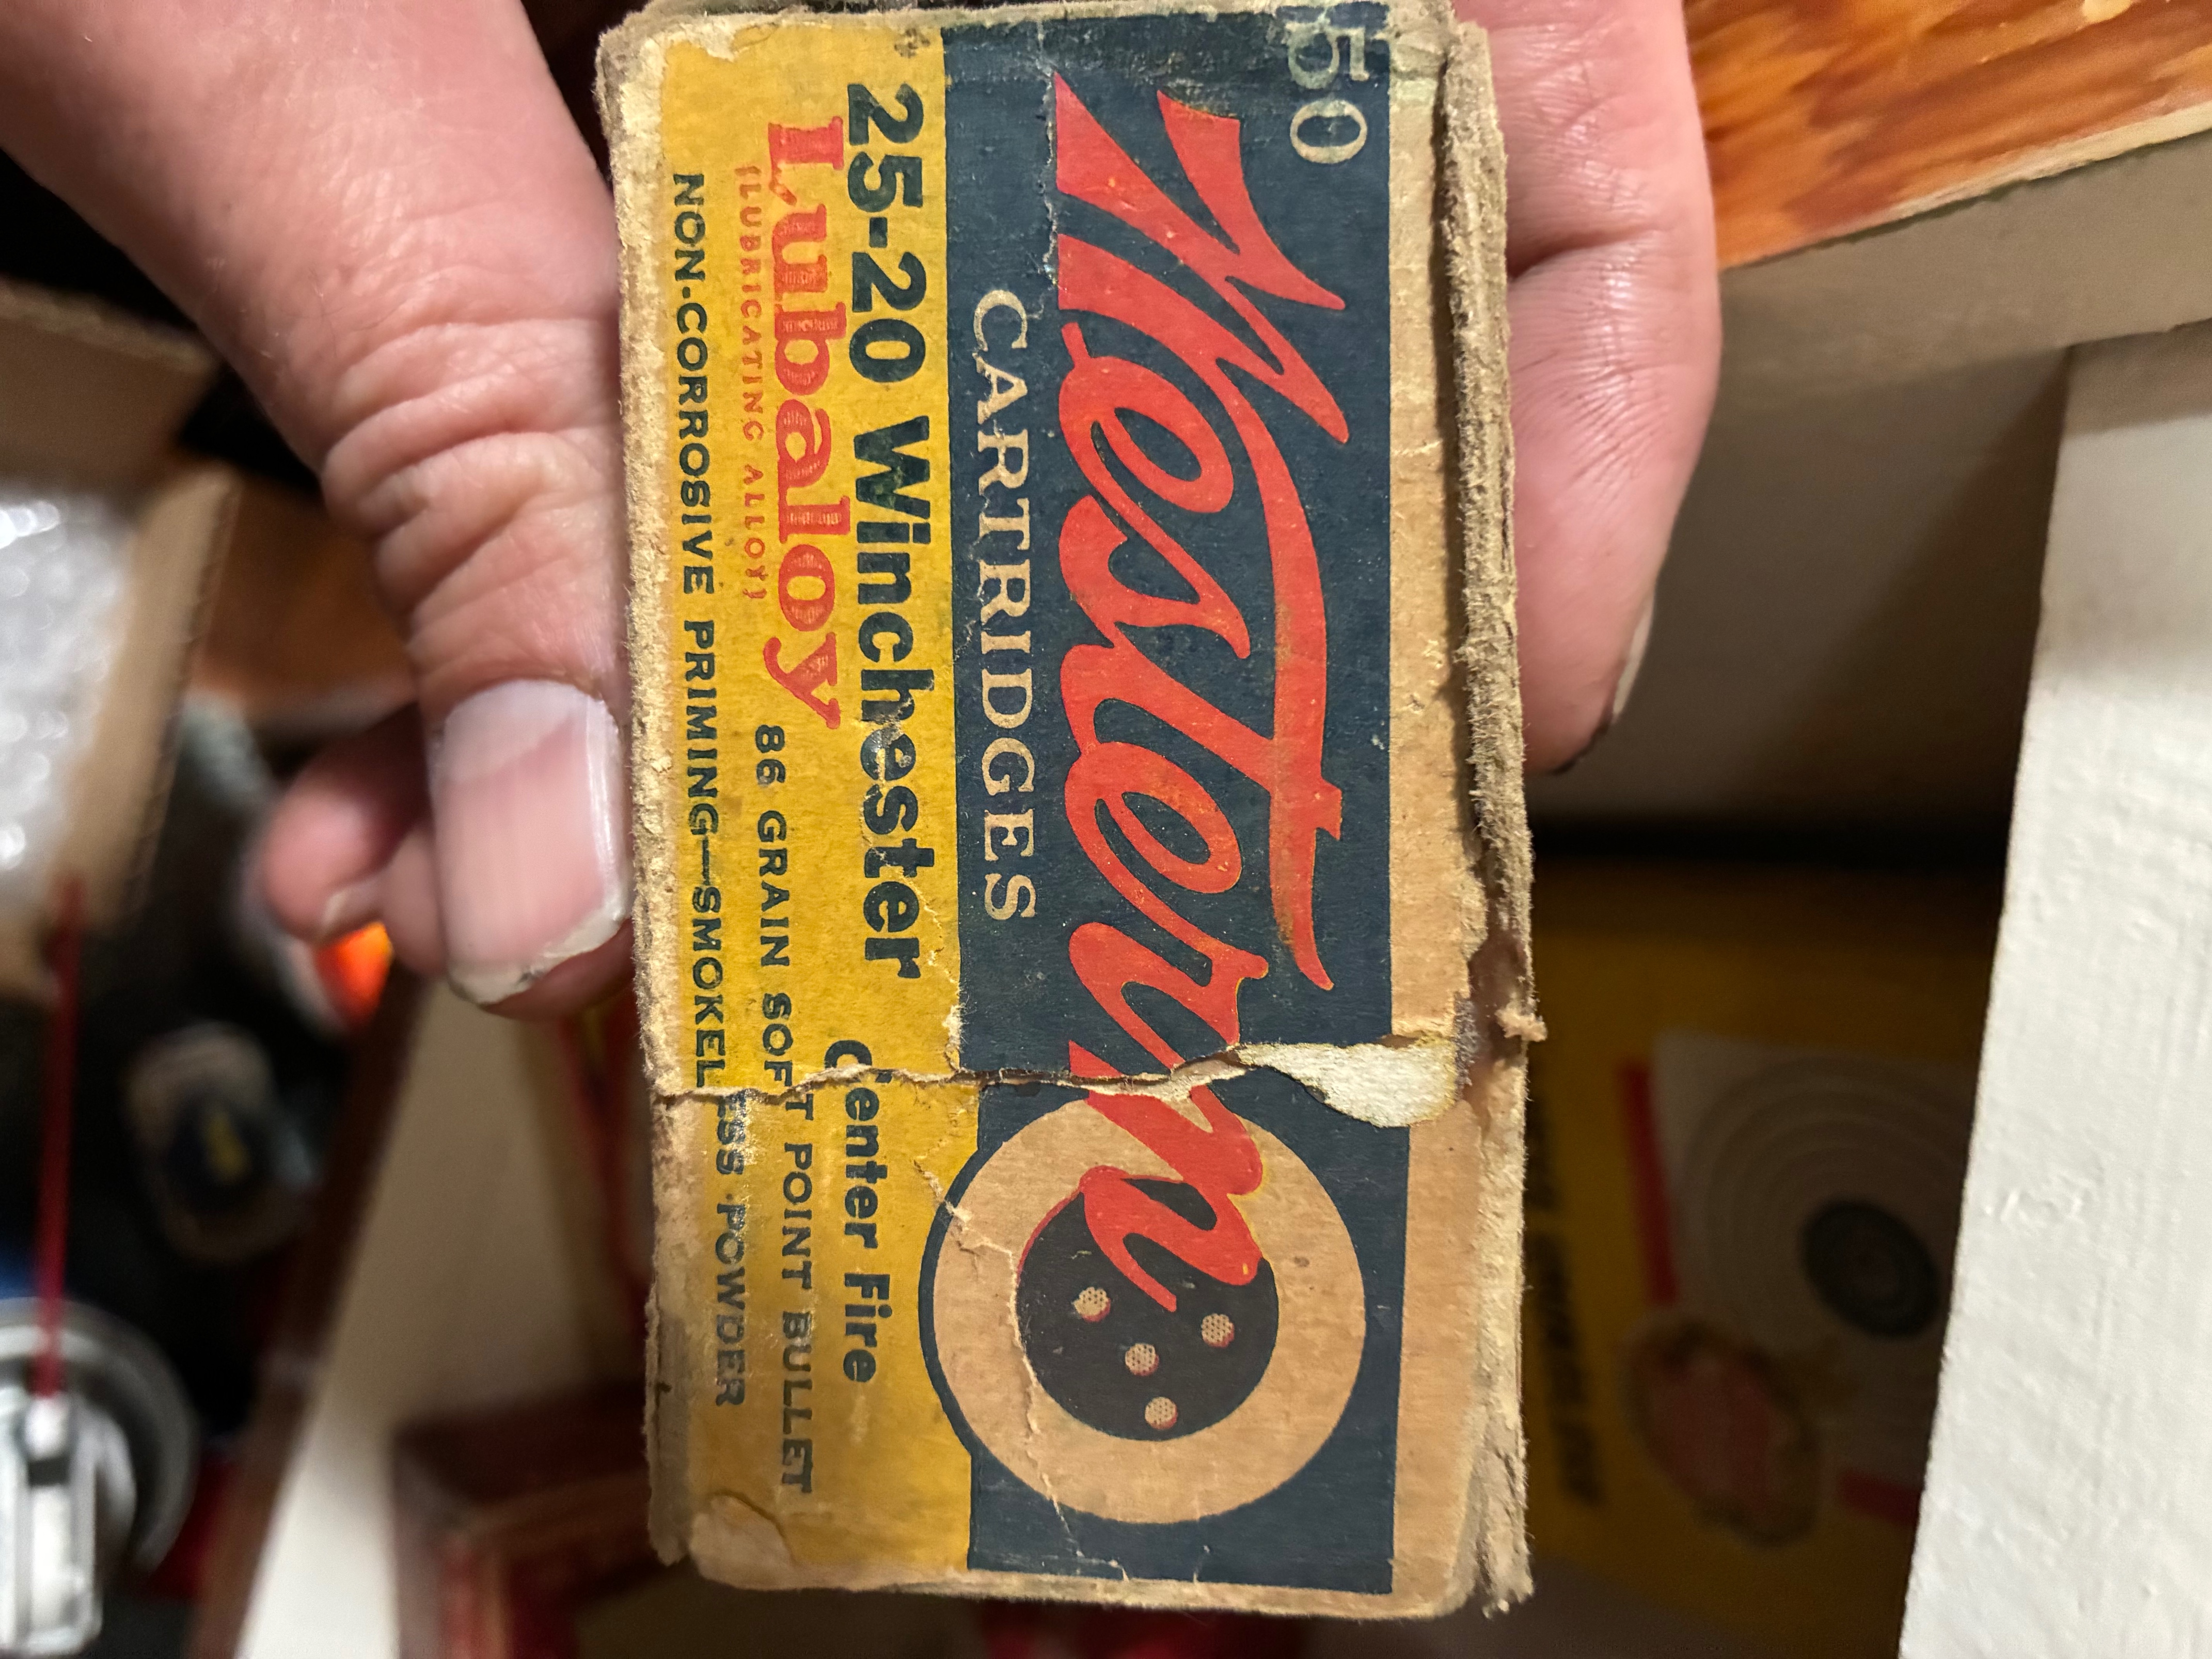 50
Western
CARTRIDGES
25-20 Winchester Center Fire
Lubaloy 86 GRAIN SOFT POINT BULLET
(LUBRICATING ALLOY)
NON-CORROSIVE PRIMING—SMOKELESS POWDER